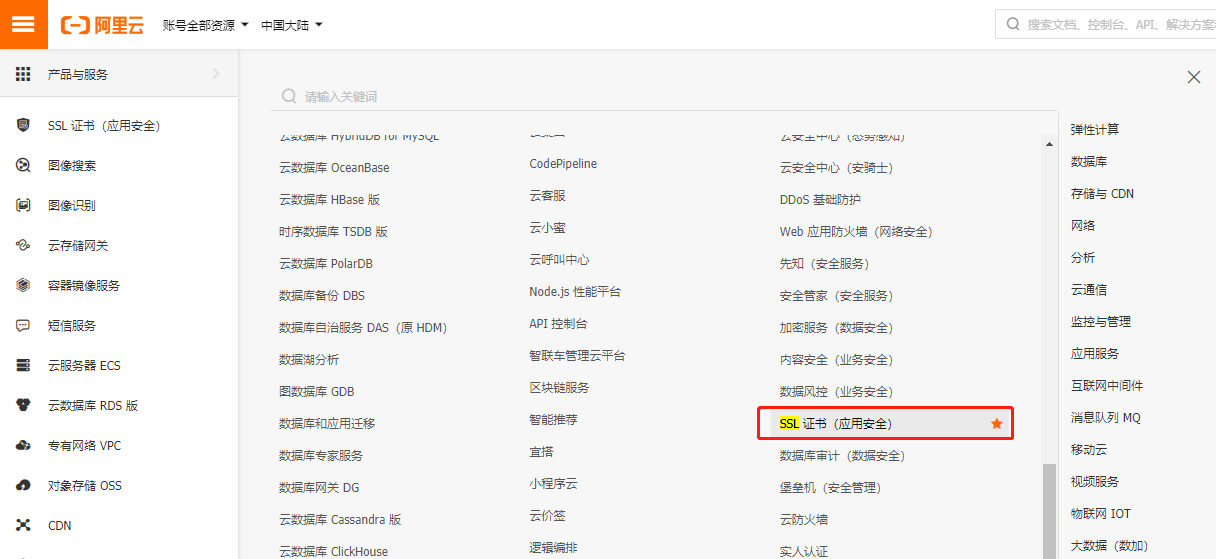 阿里云 账号全部资源 中国大陆 搜索文档、控制台、API、解决方案
产品与服务
SSL 证书（应用安全）
图像搜索
图像识别
云存储网关
容器镜像服务
短信服务
云服务器 ECS
云数据库 RDS 版
专有网络 VPC
对象存储 OSS
CDN
请输入关键词
云数据库 HybridDB for MySQL
云数据库 OceanBase
云数据库 HBase 版
时序数据库 TSDB 版
云数据库 PolarDB
数据库备份 DBS
数据库自治服务 DAS（原 HDM）
数据湖分析
图数据库 GDB
数据库和应用迁移
数据库专家服务
数据库网关 DG
云数据库 Cassandra 版
云数据库 ClickHouse
CodePipeline
云客服
云小蜜
云呼叫中心
Node.js 性能平台
API 控制台
智联车管理云平台
区块链服务
智能推荐
宜搭
小程序云
云价签
逻辑编排
云安全中心（态势感知）
云安全中心（安骑士）
DDoS 基础防护
Web 应用防火墙（网络安全）
先知（安全服务）
安全管家（安全服务）
加密服务（数据安全）
内容安全（业务安全）
数据风控（业务安全）
SSL 证书（应用安全）
数据库审计（数据安全）
堡垒机（安全管理）
云防火墙
实人认证
弹性计算
数据库
存储与 CDN
网络
分析
云通信
监控与管理
应用服务
互联网中间件
消息队列 MQ
移动云
视频服务
物联网 IOT
大数据（数加）